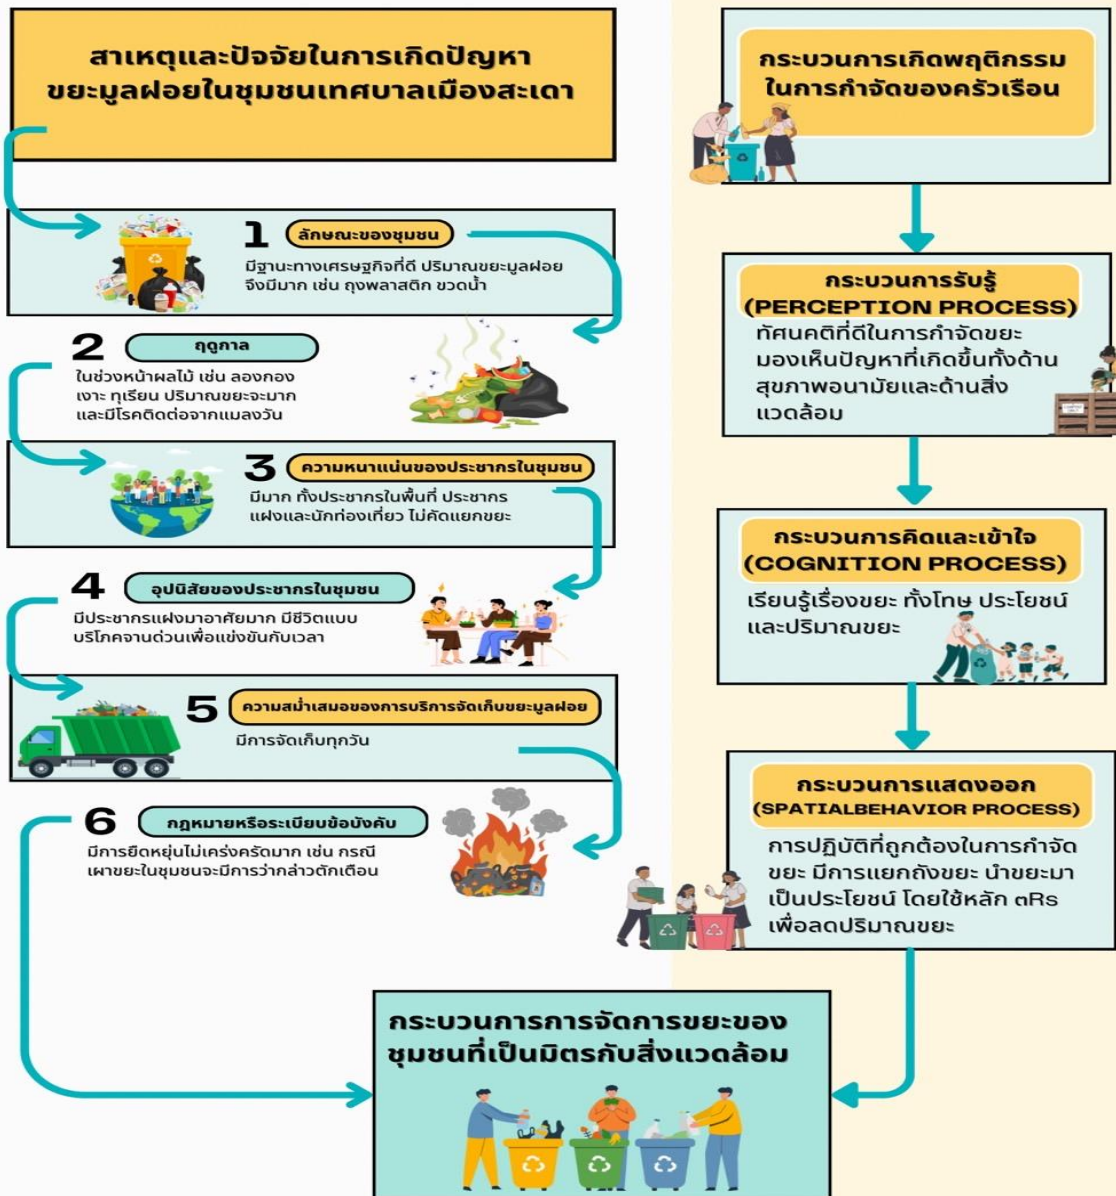 สาเหตุและปัจจัยในการเกิดปัญหา
ขยะมูลฝอยในชุมชนเทศบาลเมืองสะเดา
1 ลักษณะของชุมชน
มีฐานะทางเศรษฐกิจที่ดี ปริมาณขยะมูลฝอย
จึงมีมาก เช่น ถุงพลาสติก ขวดน้ำ
2 ฤดูกาล
ในช่วงหน้าผลไม้ เช่น ลองกอง
เงาะ ทุเรียน ปริมาณขยะจะมาก
และมีโรคติดต่อจากแมลงวัน
3 ความหนาแน่นของประชากรในชุมชน
มีมาก ทั้งประชากรในพื้นที่ ประชากร
แฝงและนักท่องเที่ยว ไม่คัดแยกขยะ
4 อุปนิสัยของประชากรในชุมชน
มีประชากรแฝงมาอาศัยมาก มีชีวิตแบบ
บริโภคจานด่วนเพื่อแข่งขันกับเวลา
5 ความสม่ำเสมอของการบริการจัดเก็บขยะมูลฝอย
มีการจัดเก็บทุกวัน
6 กฎหมายหรือระเบียบข้อบังคับ
มีการยืดหยุ่นไม่เคร่งครัดมาก เช่น กรณี
เผาขยะในชุมชนจะมีการว่ากล่าวตักเตือน
กระบวนการเกิดพฤติกรรม
ในการกำจัดของครัวเรือน
กระบวนการรับรู้
(PERCEPTION PROCESS)
ทัศนคติที่ดีในการกำจัดขยะ
มองเห็นปัญหาที่เกิดขึ้นทั้งด้าน
สุขภาพอนามัยและด้านสิ่ง
แวดล้อม
กระบวนการคิดและเข้าใจ
(COGNITION PROCESS)
เรียนรู้เรื่องขยะ ทั้งโทษ ประโยชน์
และปริมาณขยะ
กระบวนการแสดงออก
(SPATIALBEHAVIOR PROCESS)
การปฏิบัติที่ถูกต้องในการกำจัด
ขยะ มีการแยกถังขยะ นำขยะมา
เป็นประโยชน์ โดยใช้หลัก ๓Rs
เพื่อลดปริมาณขยะ
กระบวนการการจัดการขยะของ
ชุมชนที่เป็นมิตรกับสิ่งแวดล้อม